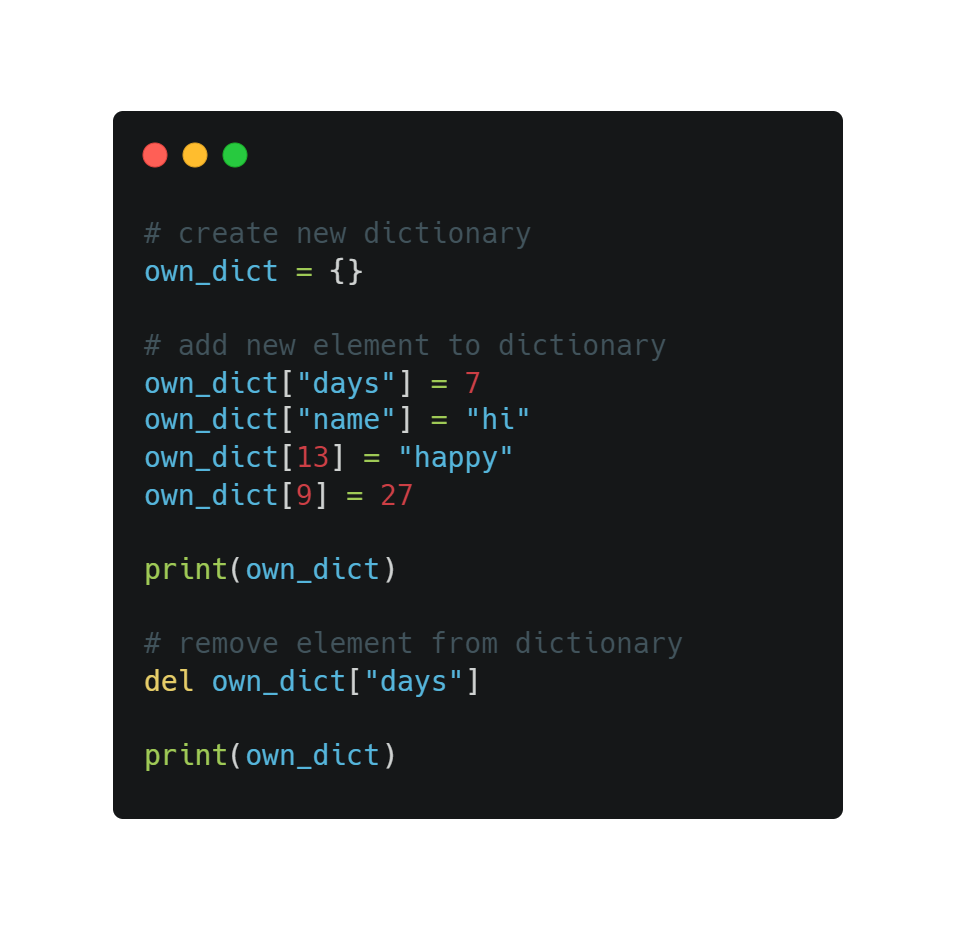 # create new dictionary
own_dict = {}
# add new element to dictionary
own_dict["days"] = 7
own_dict["name"] = "hi"
own_dict[13] = "happy"
own_dict[9] = 27
print(own_dict)
# remove element from dictionary
del own_dict["days"]
print(own_dict)